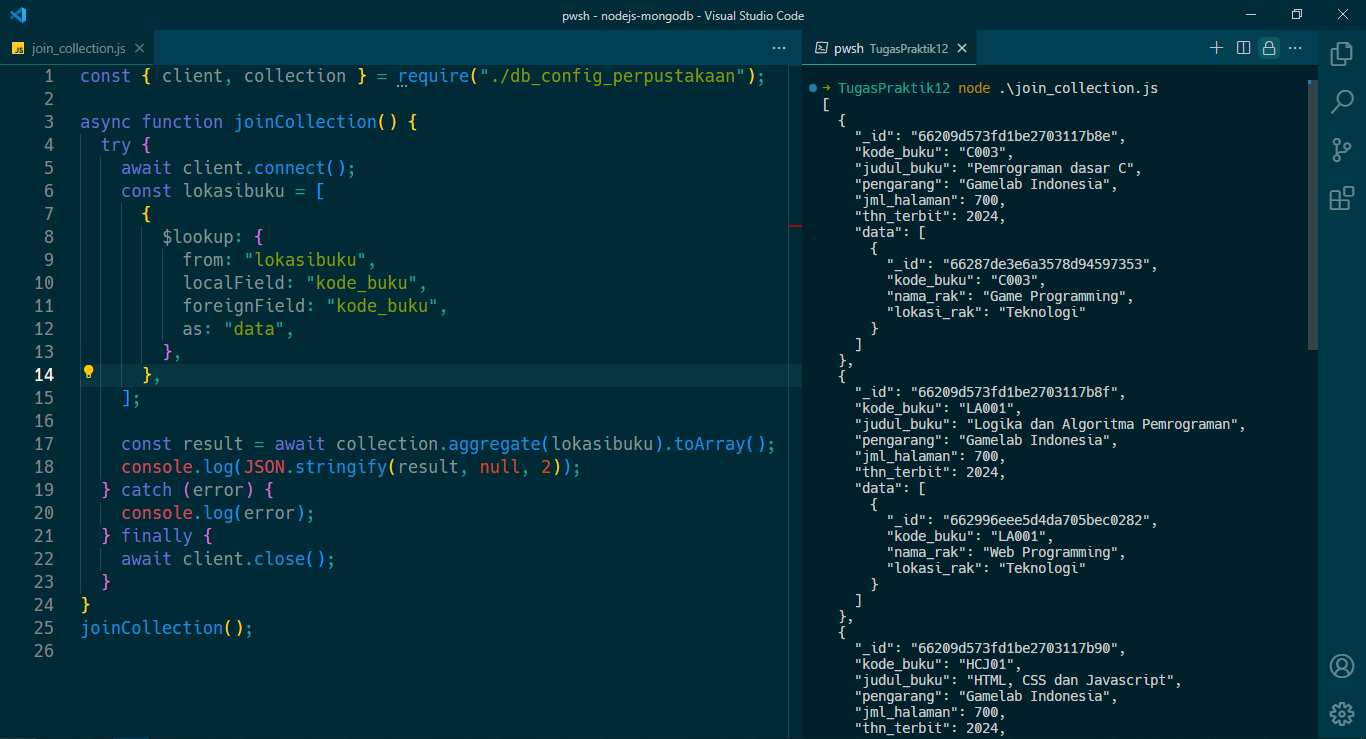 pwsh - nodejs-mongodb - Visual Studio Code
JS join_collection.js
1 const { client, collection } = require("./db_config_perpustakaan");
2
3 async function joinCollection() {
4 try {
5 await client.connect();
6 const lokasibuku = [
7 {
8 $lookup: {
9 from: "lokasibuku",
10 localField: "kode_buku",
11 foreignField: "kode_buku",
12 as: "data",
13 },
14 },
15 ];
16
17 const result = await collection.aggregate(lokasibuku).toArray();
18 console.log(JSON.stringify(result, null, 2));
19 } catch (error) {
20 console.log(error);
21 } finally {
22 await client.close();
23 }
24 }
25 joinCollection();
26
pwsh TugasPraktik12
→ TugasPraktik12 node .\join_collection.js
[
{
"_id": "66209d573fd1be2703117b8e",
"kode_buku": "C003",
"judul_buku": "Pemrograman dasar C",
"pengarang": "Gamelab Indonesia",
"jml_halaman": 700,
"thn_terbit": 2024,
"data": [
{
"_id": "66287de3e6a3578d94597353",
"kode_buku": "C003",
"nama_rak": "Game Programming",
"lokasi_rak": "Teknologi"
}
]
},
{
"_id": "66209d573fd1be2703117b8f",
"kode_buku": "LA001",
"judul_buku": "Logika dan Algoritma Pemrograman",
"pengarang": "Gamelab Indonesia",
"jml_halaman": 700,
"thn_terbit": 2024,
"data": [
{
"_id": "662996eee5d4da705bec0282",
"kode_buku": "LA001",
"nama_rak": "Web Programming",
"lokasi_rak": "Teknologi"
}
]
},
{
"_id": "66209d573fd1be2703117b90",
"kode_buku": "HCJ01",
"judul_buku": "HTML, CSS dan Javascript",
"pengarang": "Gamelab Indonesia",
"jml_halaman": 700,
"thn_terbit": 2024,